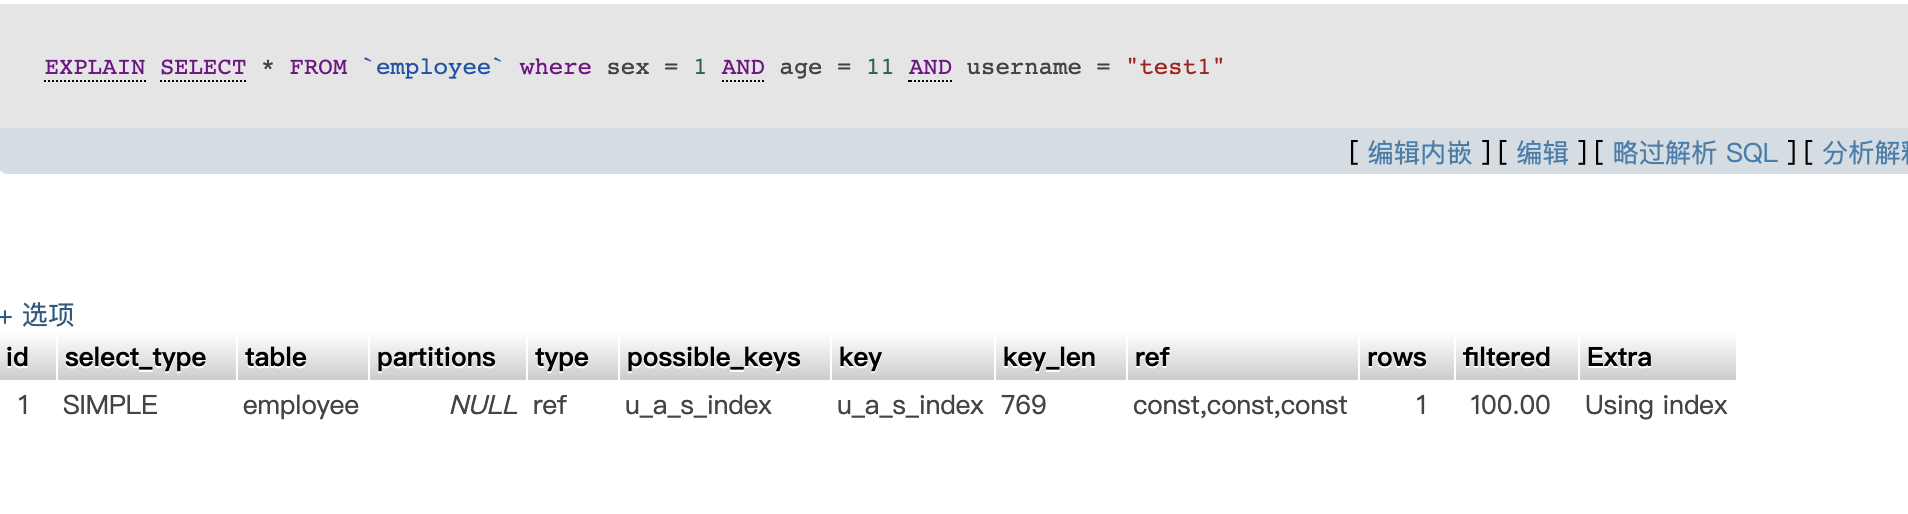 EXPLAIN SELECT * FROM `employee` where sex = 1 AND age = 11 AND username = "test1"
[ 编辑内嵌 ] [ 编辑 ] [ 略过解析 SQL ] [ 分析解释
+ 选项
id select_type table partitions type possible_keys key key_len ref rows filtered Extra
1 SIMPLE employee NULL ref u_a_s_index u_a_s_index 769 const,const,const 1 100.00 Using index